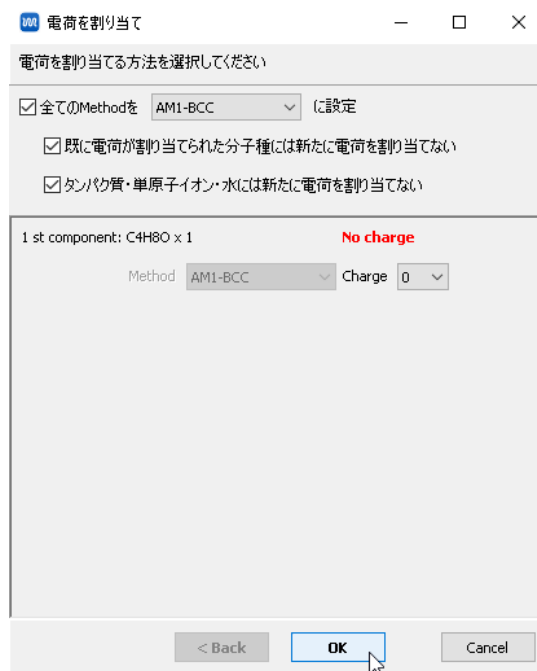 電荷を割り当て
電荷を割り当てる方法を選択してください
全てのMethodを AM1-BCC に設定
既に電荷が割り当てられた分子種には新たに電荷を割り当てない
タンパク質・単原子イオン・水には新たに電荷を割り当てない
1 st component: C4H8O x 1 No charge
Method AM1-BCC Charge 0
< Back OK Cancel